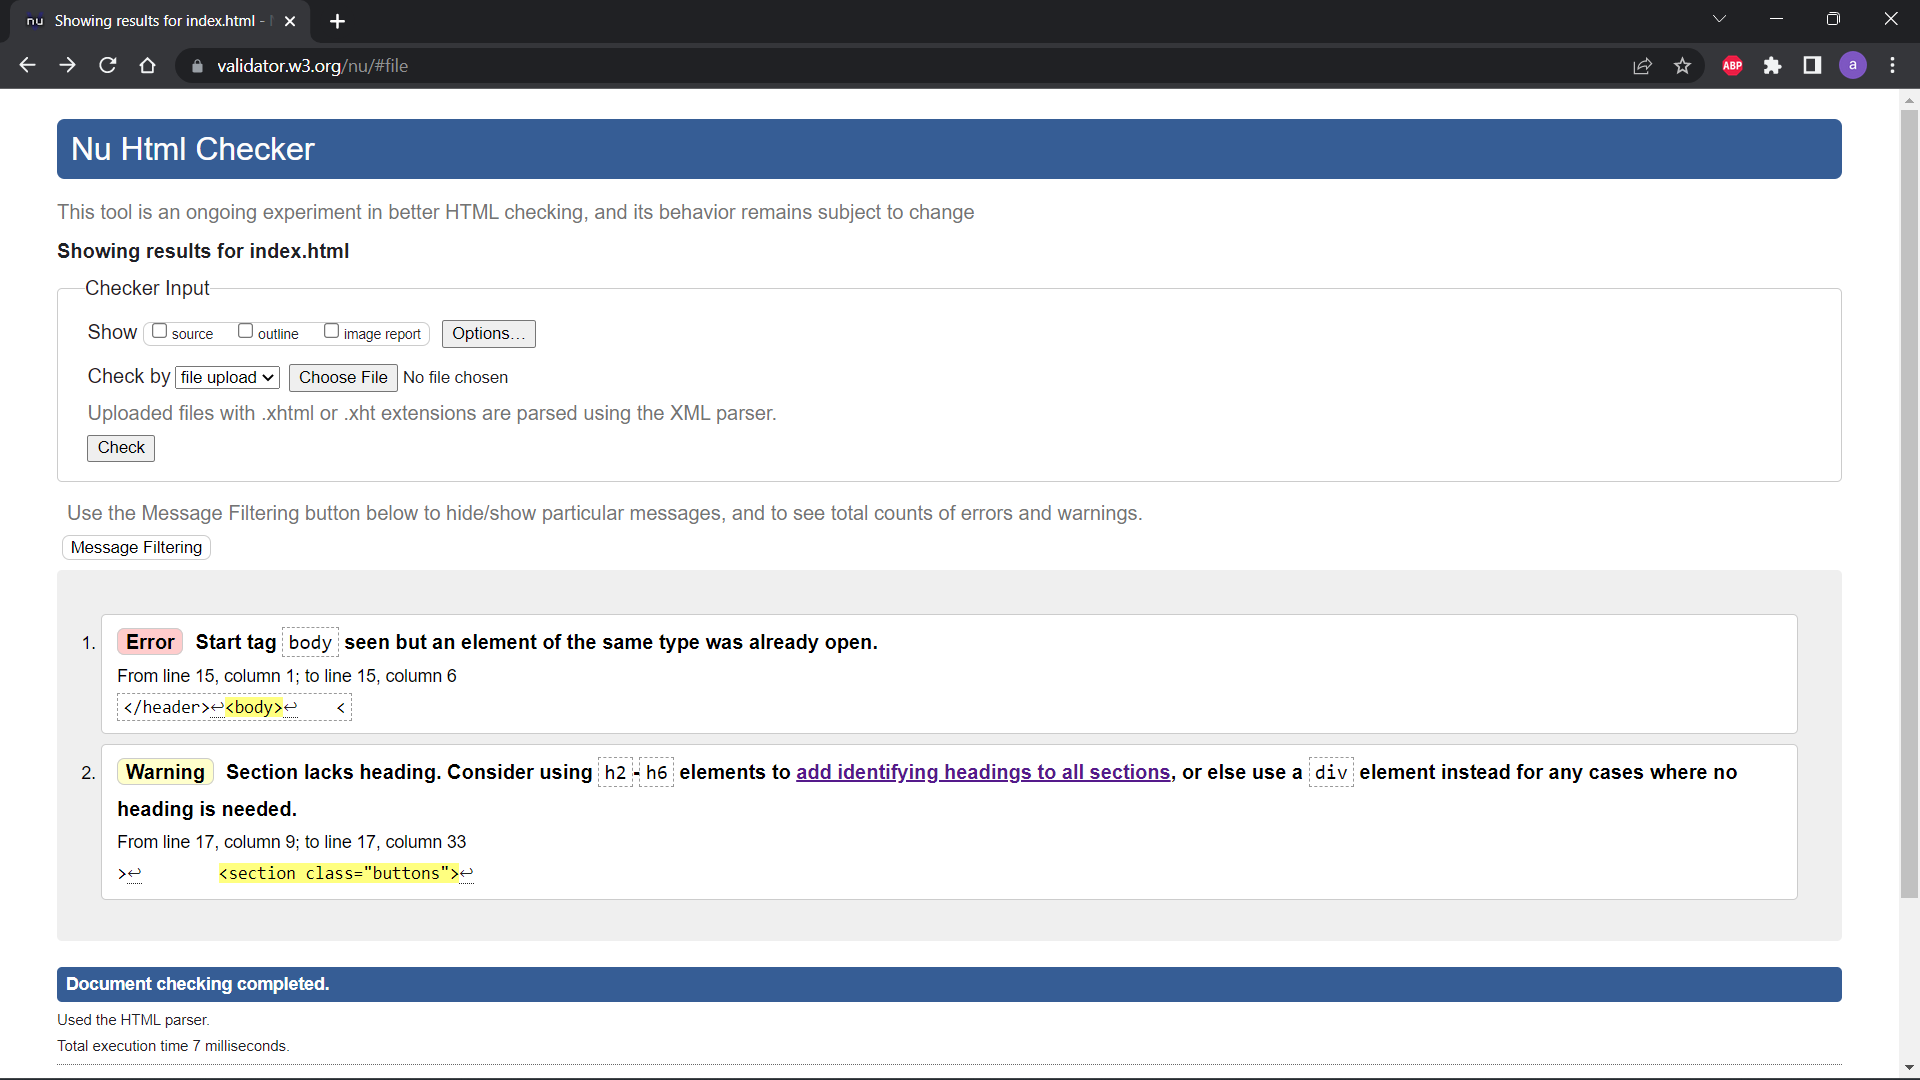 nu Showing results for index.html -
validator.w3.org/nu/#file
ABP
a
Nu Html Checker
This tool is an ongoing experiment in better HTML checking, and its behavior remains subject to change
Showing results for index.html
Checker Input
Show source outline image report Options…
Check by file upload Choose File No file chosen
Uploaded files with .xhtml or .xht extensions are parsed using the XML parser.
Check
Use the Message Filtering button below to hide/show particular messages, and to see total counts of errors and warnings.
Message Filtering
1. Error Start tag body seen but an element of the same type was already open.
From line 15, column 1; to line 15, column 6
</header>↩<body>↩ <
2. Warning Section lacks heading. Consider using h2-h6 elements to add identifying headings to all sections, or else use a div element instead for any cases where no
heading is needed.
From line 17, column 9; to line 17, column 33
>↩ <section class="buttons">↩
Document checking completed.
Used the HTML parser.
Total execution time 7 milliseconds.